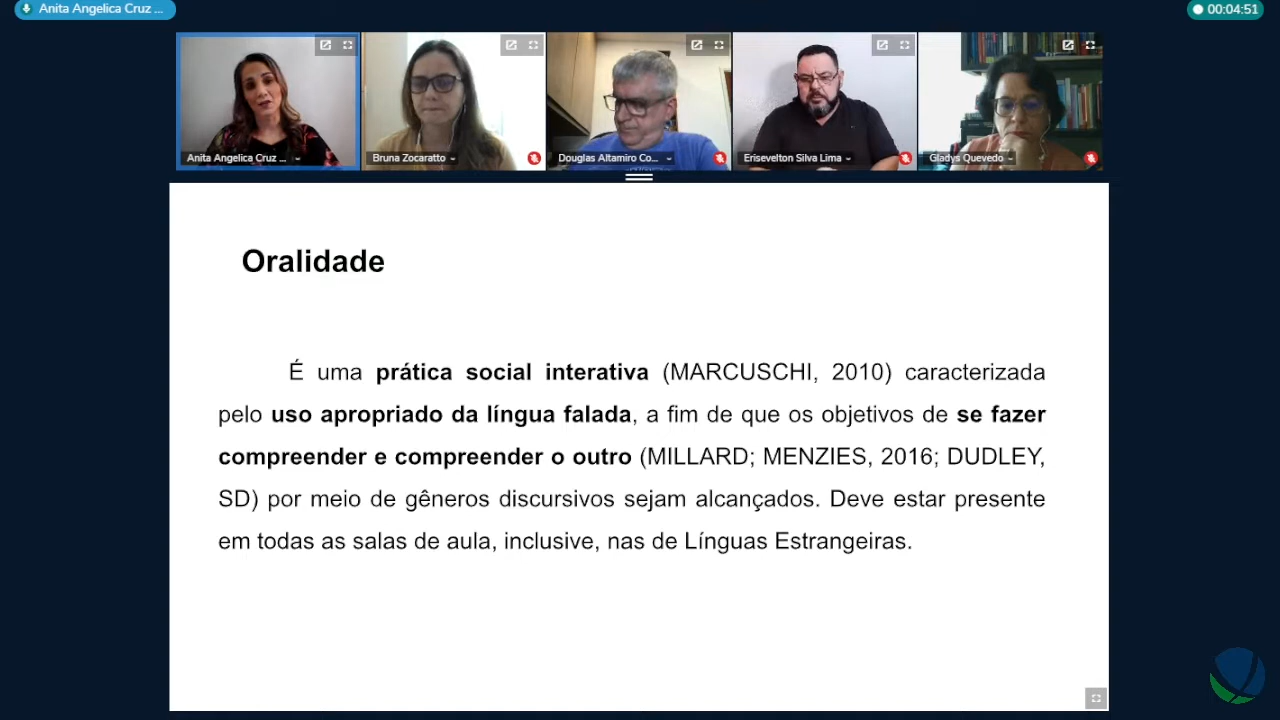 Anita Angelica Cruz ...
00:04:51
Anita Angelica Cruz ...
Bruna Zocaratto
Douglas Altamiro Co...
Erisevelton Silva Lima
Gladys Quevedo
Oralidade
É uma prática social interativa (MARCUSCHI, 2010) caracterizada
pelo uso apropriado da língua falada, a fim de que os objetivos de se fazer
compreender e compreender o outro (MILLARD; MENZIES, 2016; DUDLEY,
SD) por meio de gêneros discursivos sejam alcançados. Deve estar presente
em todas as salas de aula, inclusive, nas de Línguas Estrangeiras.